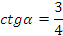 ctgα = 3/4